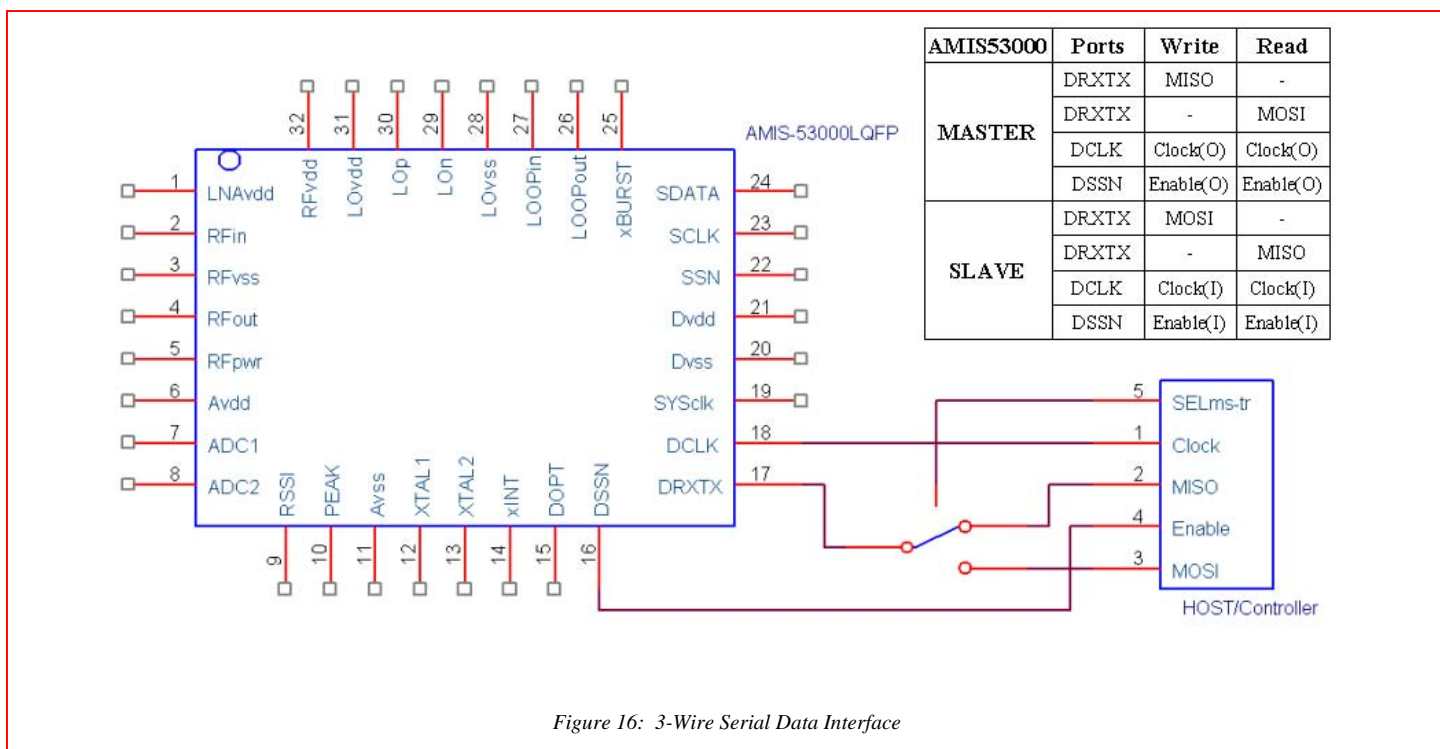 AMIS53000 Ports Write Read
MASTER
DRXTX MISO -
DRXTX - MOSI
DCLK Clock(O) Clock(O)
DSSN Enable(O) Enable(O)
SLAVE
DRXTX MOSI -
DRXTX - MISO
DCLK Clock(I) Clock(I)
DSSN Enable(I) Enable(I)
AMIS-53000LQFP
32 31 30 29 28 27 26 25
RFvdd LOvdd LOp LOn LOvss LOOPin LOOPout xBURST
1 LNAvdd
2 RFin
3 RFvss
4 RFout
5 RFpwr
6 Avdd
7 ADC1
8 ADC2
SDATA 24
SCLK 23
SSN 22
Dvdd 21
Dvss 20
SYSclk 19
DCLK 18
DRXTX 17
RSSI PEAK Avss XTAL1 XTAL2 xINT DOPT DSSN
9 10 11 12 13 14 15 16
5 SELms-tr
1 Clock
2 MISO
4 Enable
3 MOSI
HOST/Controller
Figure 16: 3-Wire Serial Data Interface